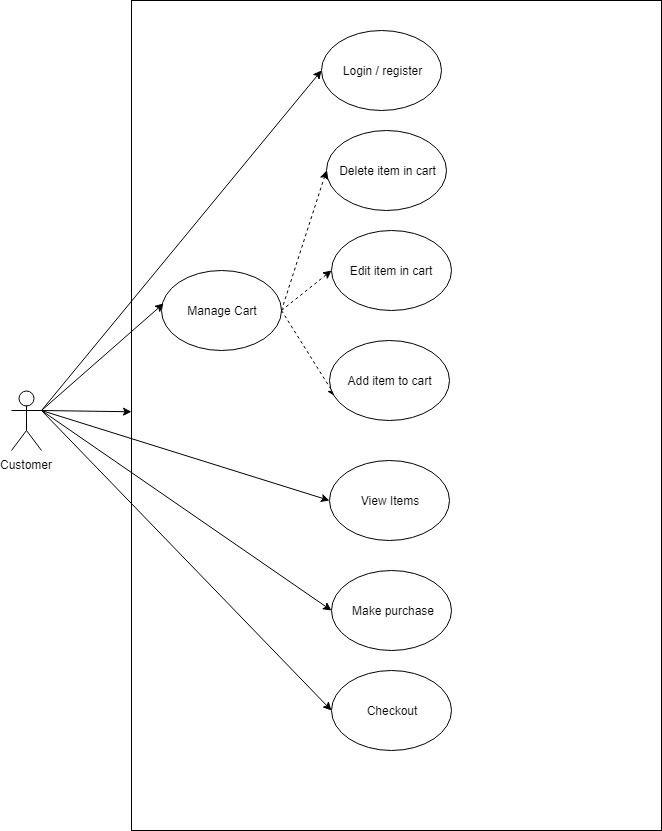 Login / register
Delete item in cart
Edit item in cart
Manage Cart
Add item to cart
Customer
View Items
Make purchase
Checkout